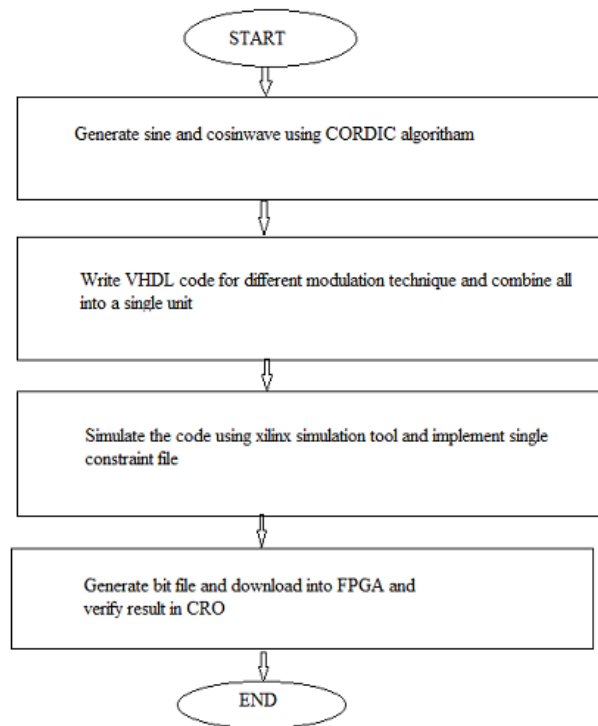 START
Generate sine and cosinwave using CORDIC algoritham
Write VHDL code for different modulation technique and combine all
into a single unit
Simulate the code using xilinx simulation tool and implement single
constraint file
Generate bit file and download into FPGA and
verify result in CRO
END